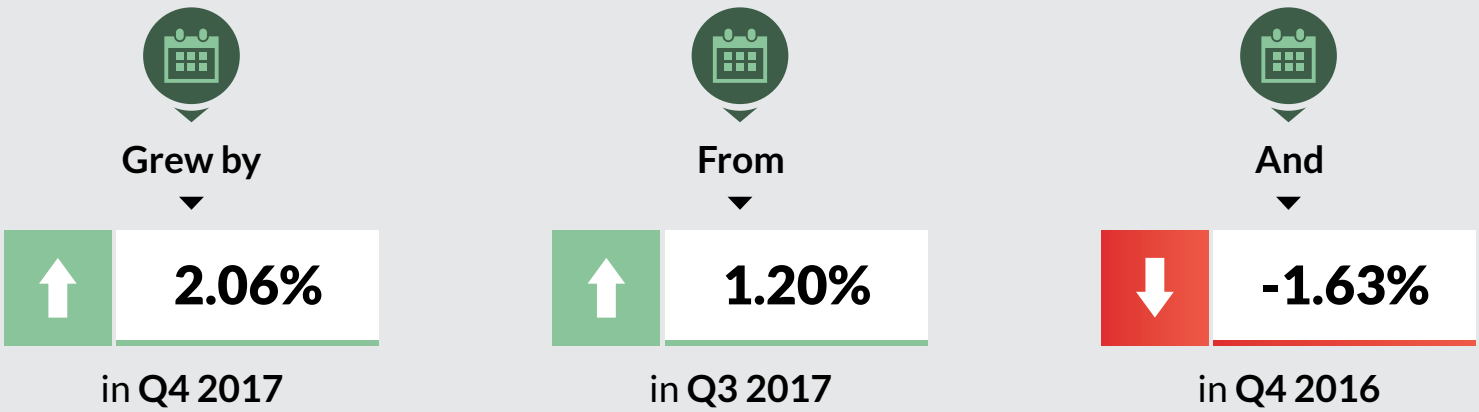 Grew by
2.06%
in Q4 2017
From
1.20%
in Q3 2017
And
-1.63%
in Q4 2016